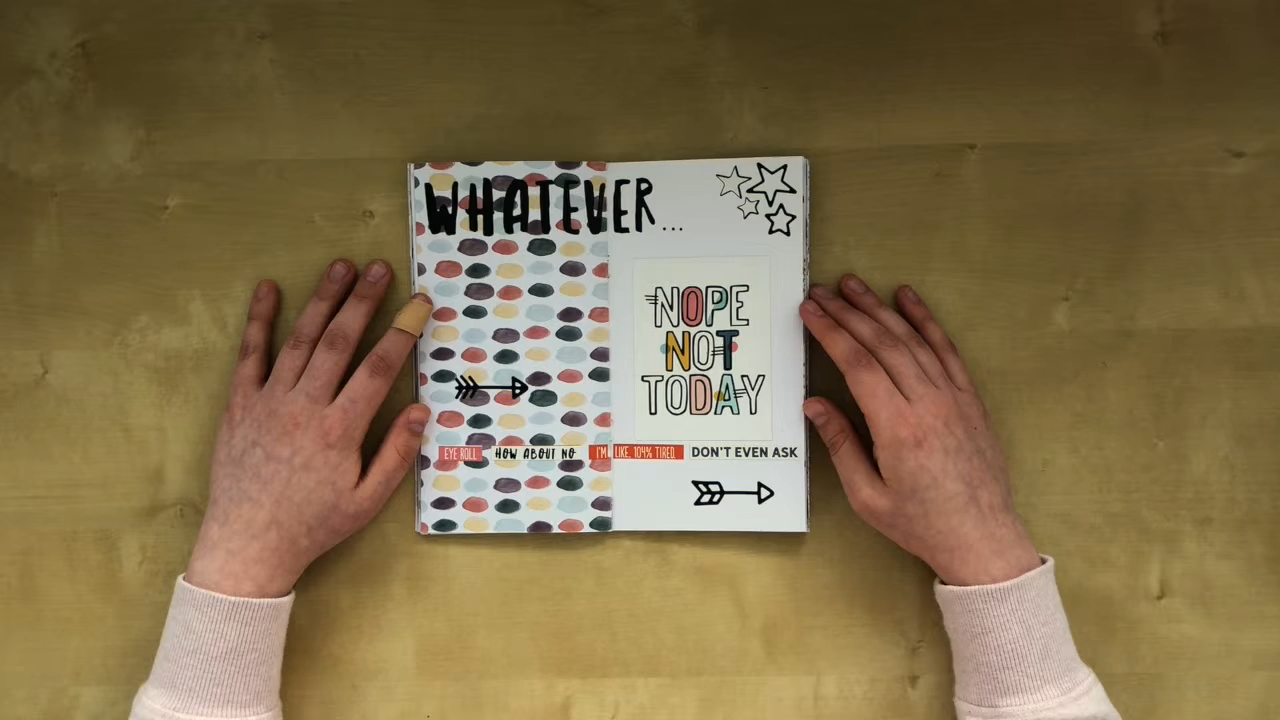 WHATEVER...
NOPE
NOT
TODAY
EYE ROLL HOW ABOUT NO I'M LIKE, 104% TIRED. DON'T EVEN ASK